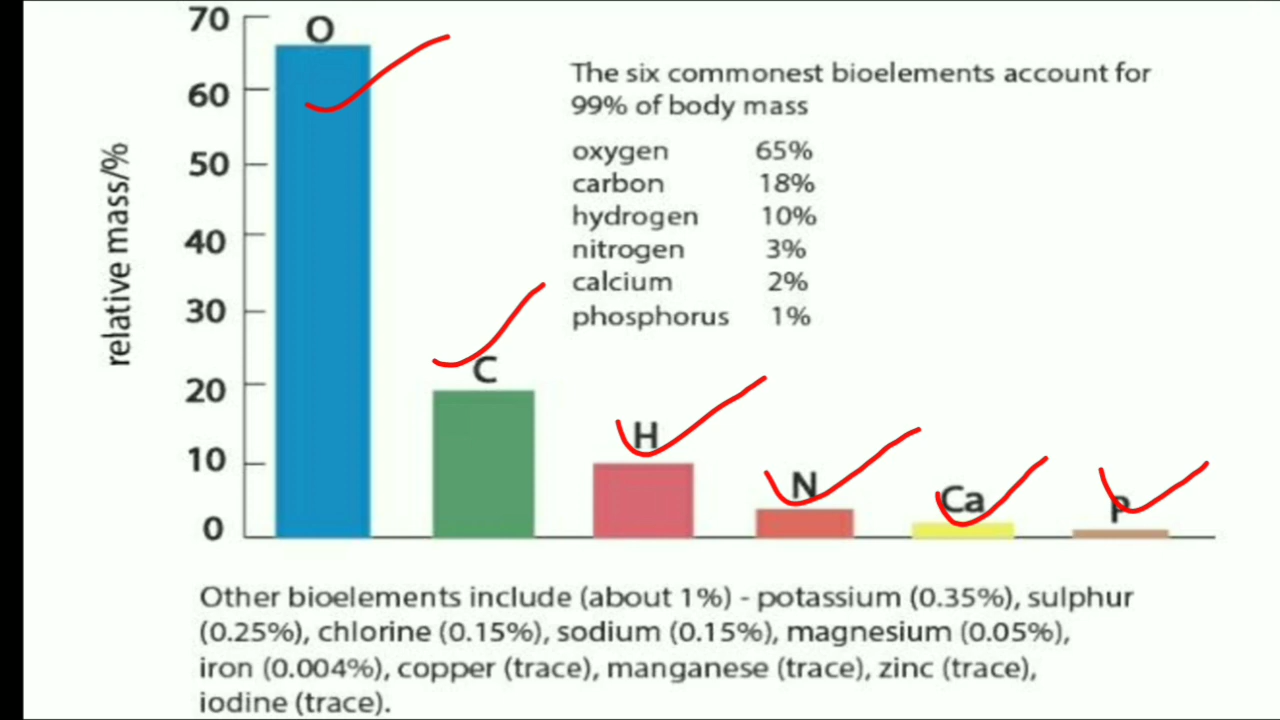 70
60
50
40
30
20
10
0
relative mass/%
O
C
H
N
Ca
P
The six commonest bioelements account for
99% of body mass
oxygen 65%
carbon 18%
hydrogen 10%
nitrogen 3%
calcium 2%
phosphorus 1%
Other bioelements include (about 1%) - potassium (0.35%), sulphur
(0.25%), chlorine (0.15%), sodium (0.15%), magnesium (0.05%),
iron (0.004%), copper (trace), manganese (trace), zinc (trace),
iodine (trace).